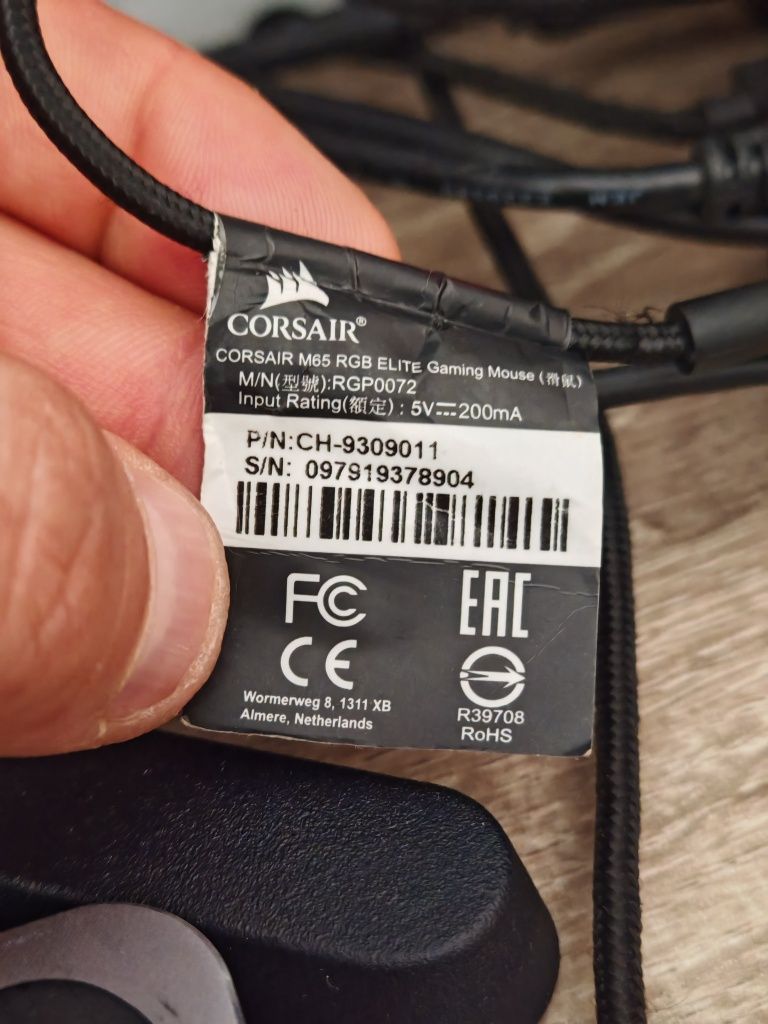 CORSAIR®
CORSAIR M65 RGB ELITE Gaming Mouse (滑鼠)
M/N(型號):RGP0072
Input Rating(額定) : 5V⎓200mA
P/N:CH-9309011
S/N: 097919378904
FC
EAC
CE
Wormerweg 8, 1311 XB
Almere, Netherlands
R39708
RoHS